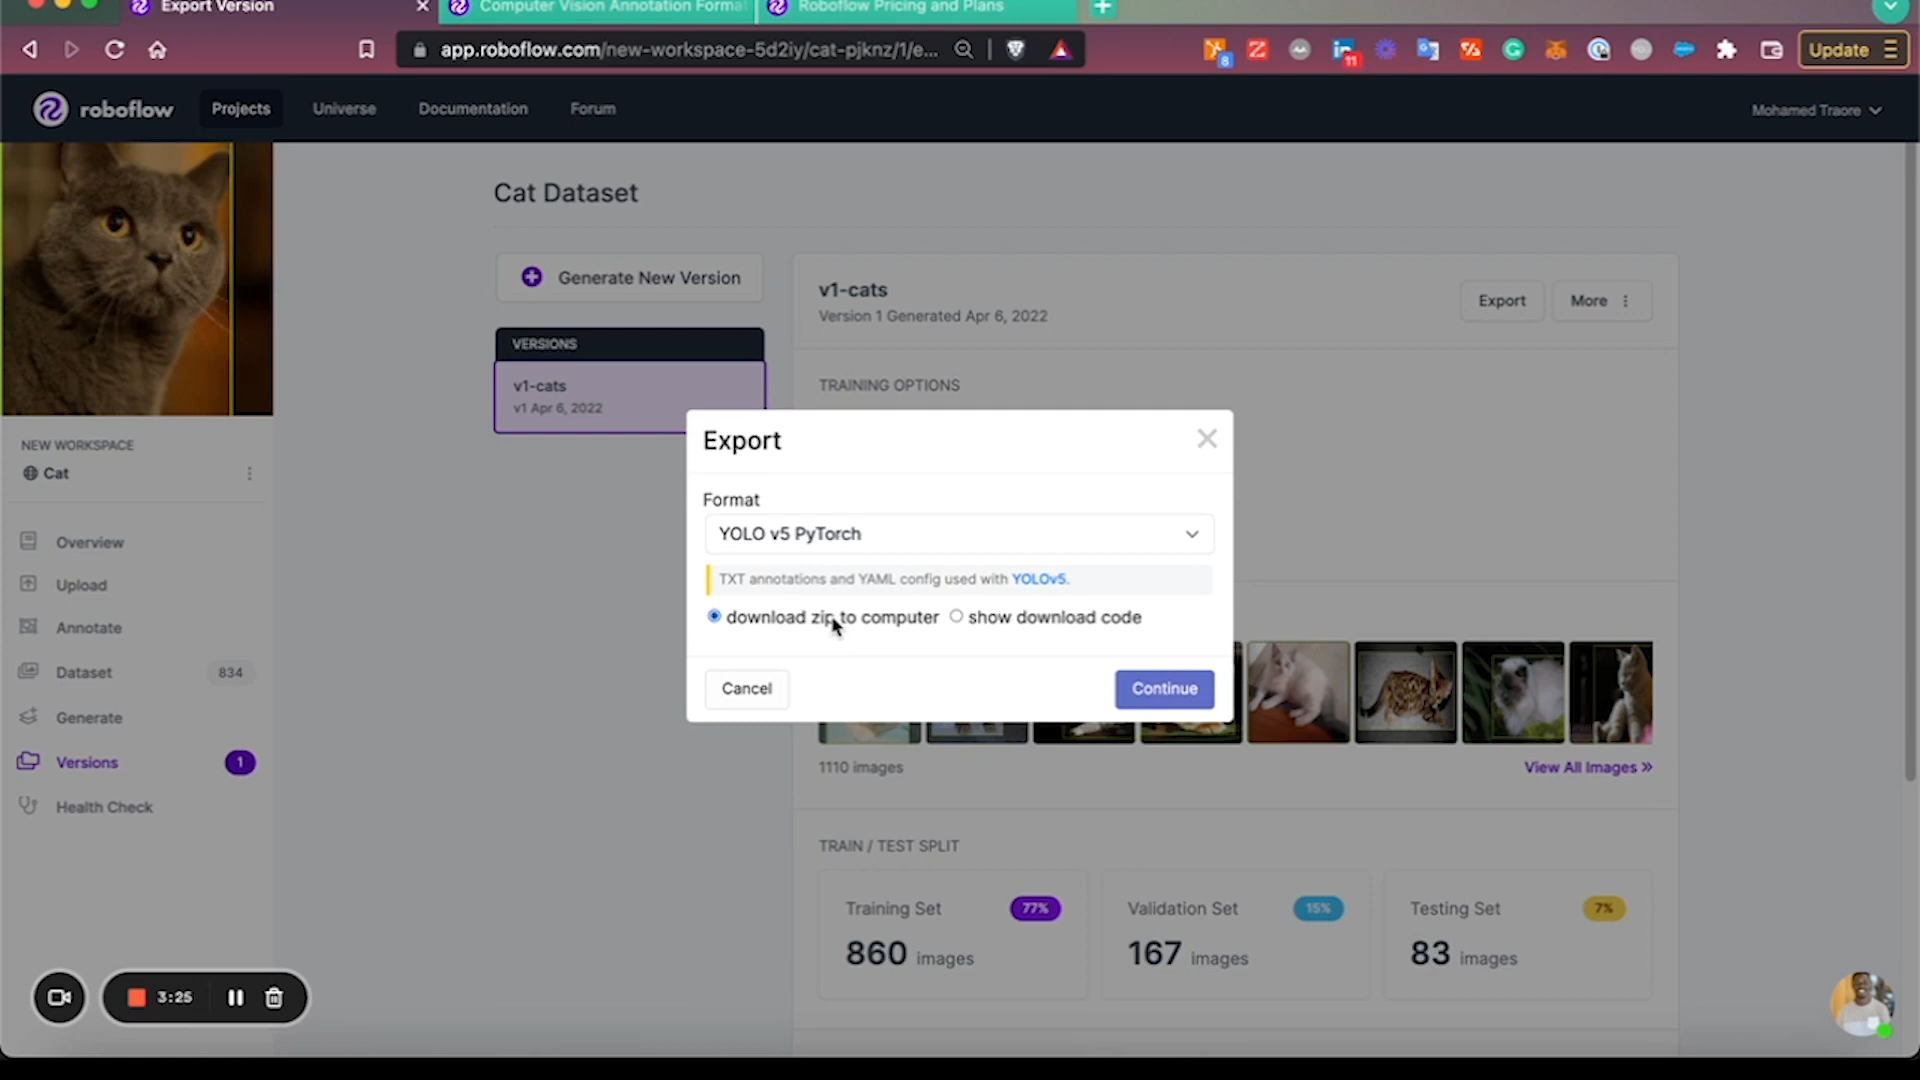 Export Version
Computer Vision Annotation Format
Roboflow Pricing and Plans
app.roboflow.com/new-workspace-5d2iy/cat-pjknz/1/e...
8
11
Update
roboflow
Projects
Universe
Documentation
Forum
Mohamed Traore
NEW WORKSPACE
Cat
Overview
Upload
Annotate
Dataset
834
Generate
Versions
1
Health Check
Cat Dataset
Generate New Version
VERSIONS
v1-cats
v1 Apr 6, 2022
v1-cats
Version 1 Generated Apr 6, 2022
Export
More
TRAINING OPTIONS
Export
Format
YOLO v5 PyTorch
TXT annotations and YAML config used with YOLOv5.
download zip to computer
show download code
Cancel
Continue
1110 images
View All Images »
TRAIN / TEST SPLIT
Training Set
77%
860 images
Validation Set
15%
167 images
Testing Set
7%
83 images
3:25